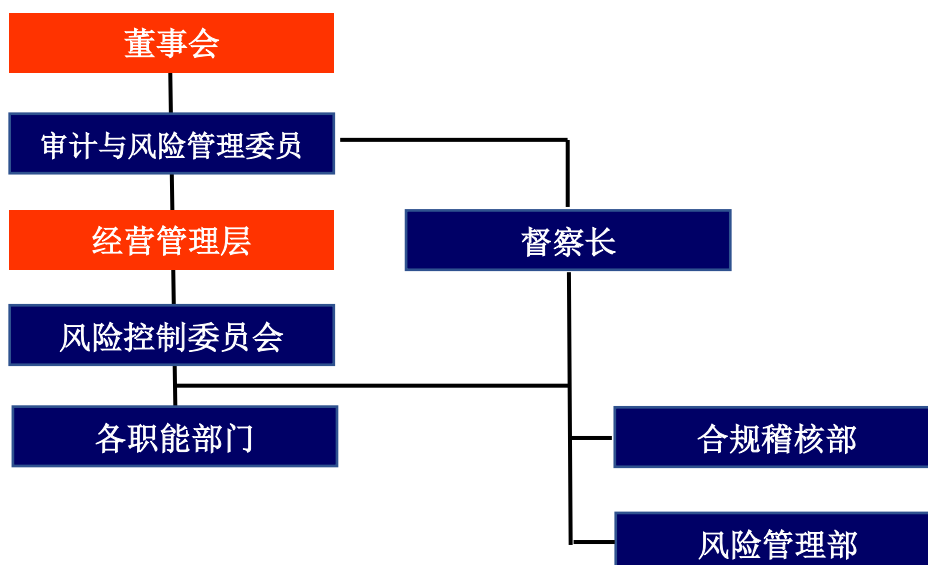 董事会
审计与风险管理委员
经营管理层
督察长
风险控制委员会
各职能部门
合规稽核部
风险管理部